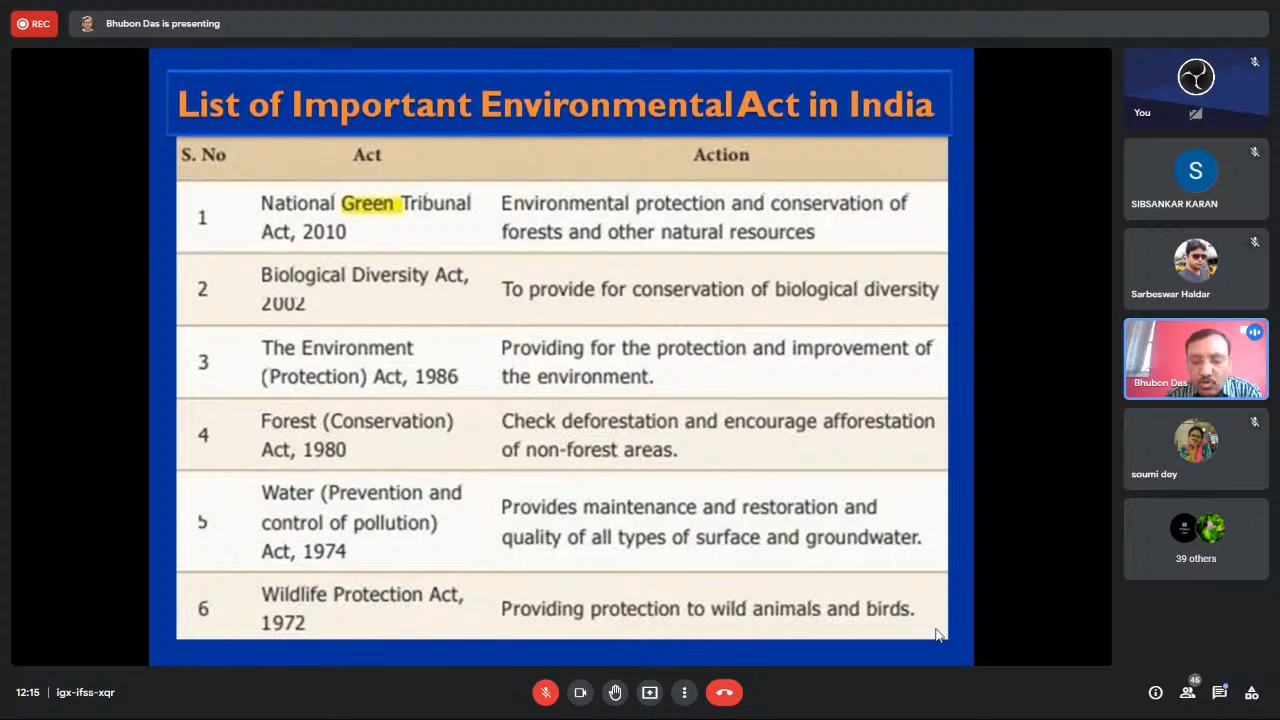 REC
Bhubon Das is presenting
List of Important Environmental Act in India
S. No Act Action
1 National Green Tribunal Act, 2010 Environmental protection and conservation of forests and other natural resources
2 Biological Diversity Act, 2002 To provide for conservation of biological diversity
3 The Environment (Protection) Act, 1986 Providing for the protection and improvement of the environment.
4 Forest (Conservation) Act, 1980 Check deforestation and encourage afforestation of non-forest areas.
5 Water (Prevention and control of pollution) Act, 1974 Provides maintenance and restoration and quality of all types of surface and groundwater.
6 Wildlife Protection Act, 1972 Providing protection to wild animals and birds.
You
S
SIBSANKAR KARAN
Sarbeswar Haldar
Bhubon Das
soumi dey
39 others
12:15 | igx-ifss-xqr
46